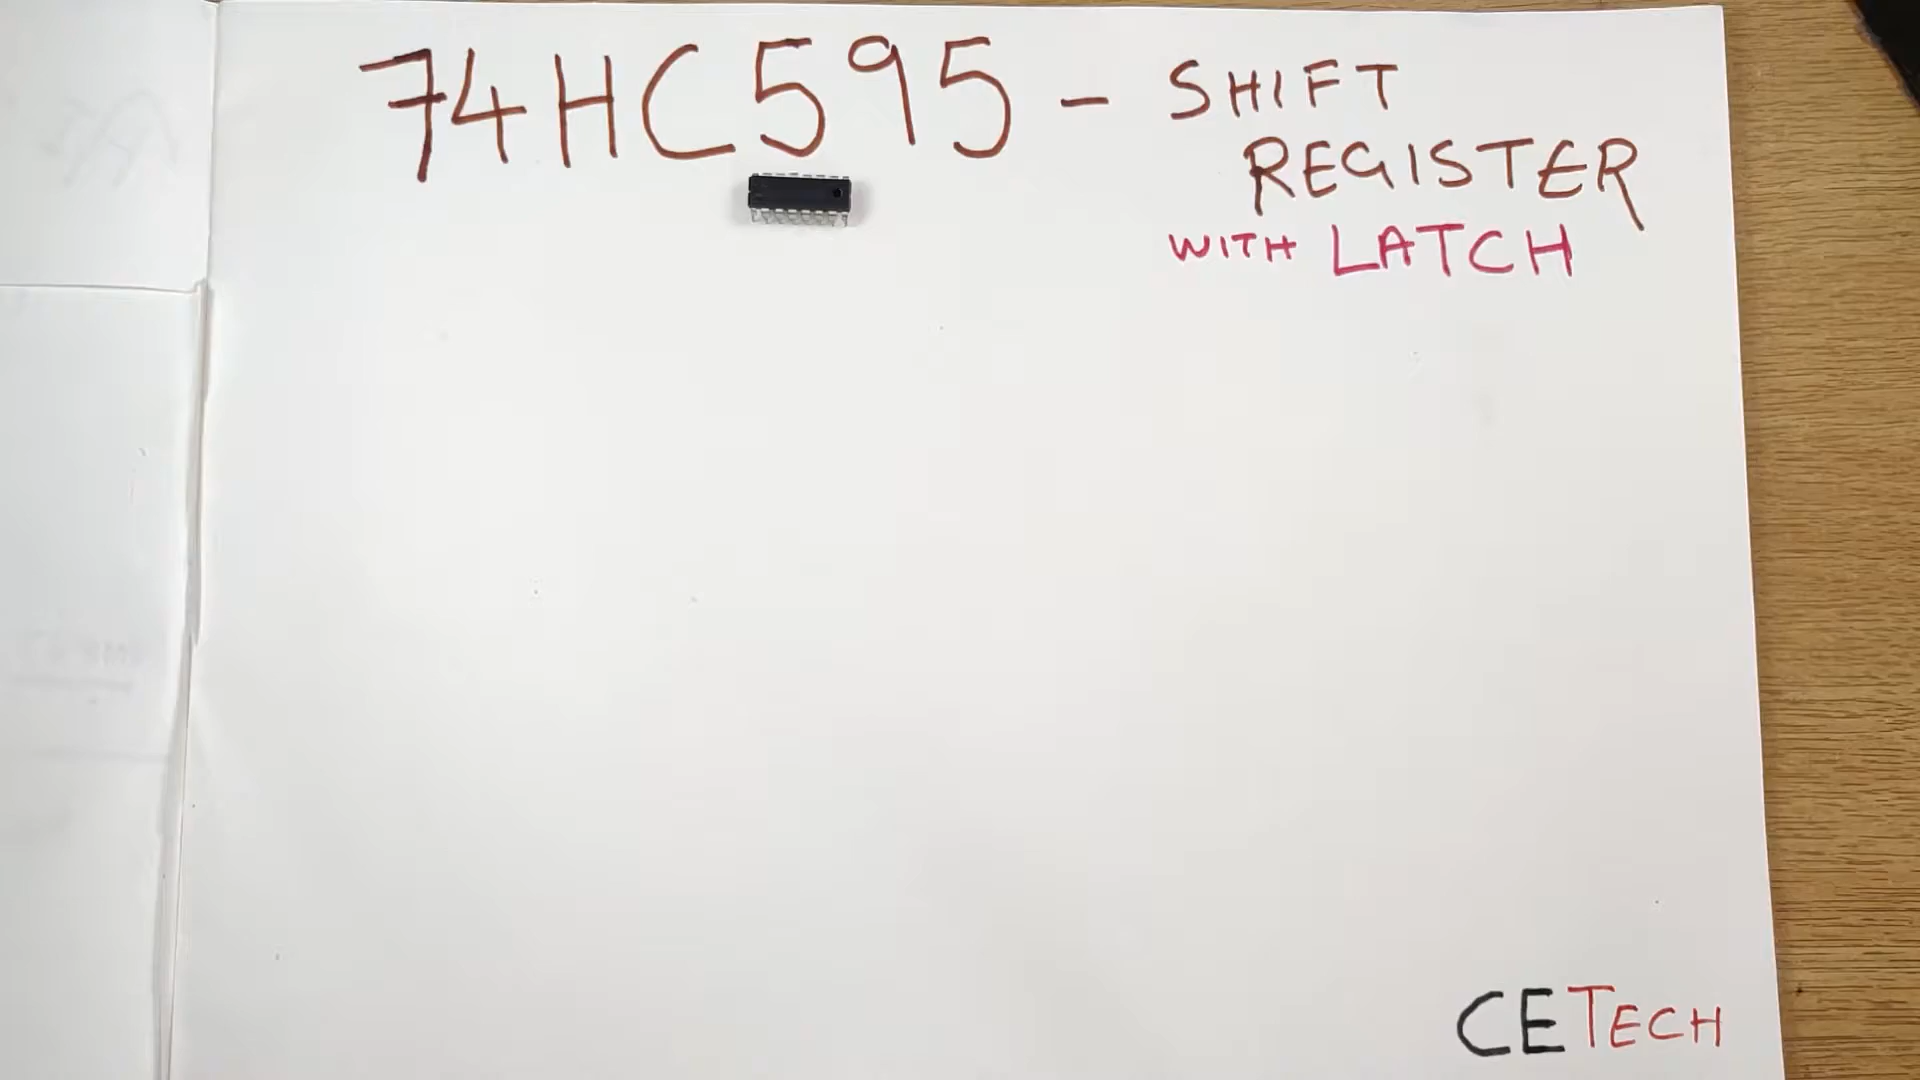 74HC595 - SHIFT
REGISTER
WITH LATCH
CETECH